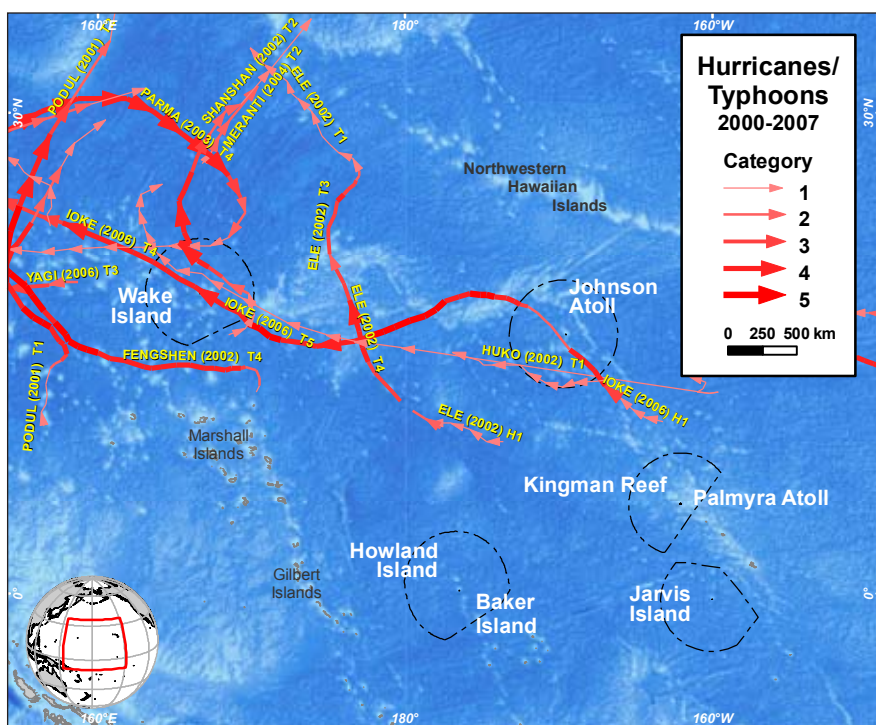 160°E
180°
160°W
30°N
30°N
0°
0°
160°E
180°
160°W
Hurricanes/
Typhoons
2000-2007
Category
1
2
3
4
5
0 250 500 km
PODUL (2001) T2
PARMA (2003) T4
SHANSHAN (2002) T2
MERANTI (2004) T2
ELE (2002) T1
Northwestern
Hawaiian
Islands
ELE (2002) T3
IOKE (2006) T4
YAGI (2006) T3
Wake
Island
IOKE (2006) T5
ELE (2002) T4
Johnson
Atoll
HUKO (2002) T1
IOKE (2006) H1
FENGSHEN (2002) T4
PODUL (2001) T1
ELE (2002) H1
Marshall
Islands
Kingman Reef
Palmyra Atoll
Howland
Island
Baker
Island
Gilbert
Islands
Jarvis
Island